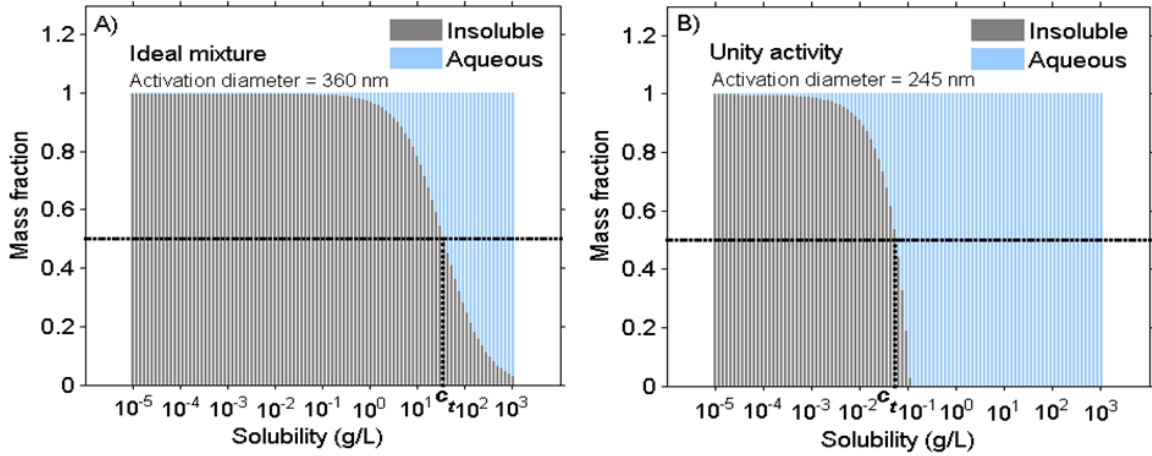 A)
Insoluble
Aqueous
Ideal mixture
Activation diameter = 360 nm
1.2
1
0.8
0.6
0.4
0.2
0
Mass fraction
10⁻⁵ 10⁻⁴ 10⁻³ 10⁻² 10⁻¹ 10⁰ 10¹ 10² 10³
cₜ
Solubility (g/L)
B)
Insoluble
Aqueous
Unity activity
Activation diameter = 245 nm
1.2
1
0.8
0.6
0.4
0.2
0
Mass fraction
10⁻⁵ 10⁻⁴ 10⁻³ 10⁻² 10⁻¹ 10⁰ 10¹ 10² 10³
cₜ
Solubility (g/L)